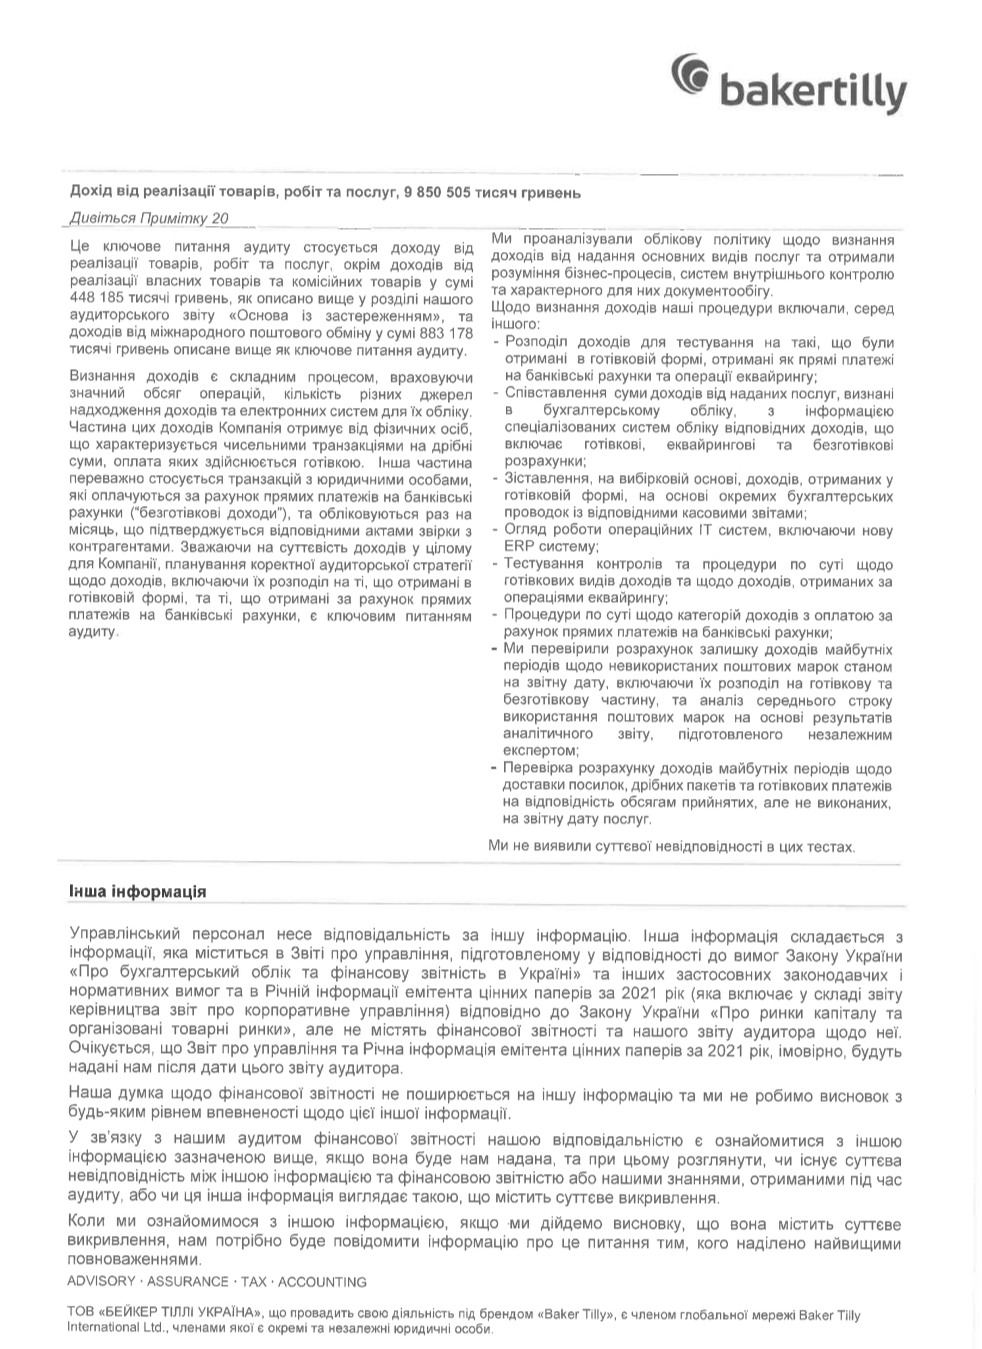 bakertilly
Дохід від реалізації товарів, робіт та послуг, 9 850 505 тисяч гривень
Дивіться Примітку 20
Це ключове питання аудиту стосується доходу від
реалізації товарів, робіт та послуг, окрім доходів від
реалізації власних товарів та комісійних товарів у сумі
448 185 тисячі гривень, як описано вище у розділі нашого
аудиторського звіту «Основа із застереженням», та
доходів від міжнародного поштового обміну у сумі 883 178
тисячі гривень описане вище як ключове питання аудиту.
Визнання доходів є складним процесом, враховуючи
значний обсяг операцій, кількість різних джерел
надходження доходів та електронних систем для їх обліку.
Частина цих доходів Компанія отримує від фізичних осіб,
що характеризується чисельними транзакціями на дрібні
суми, оплата яких здійснюється готівкою. Інша частина
переважно стосується транзакцій з юридичними особами,
які оплачуються за рахунок прямих платежів на банківські
рахунки ("безготівкові доходи"), та обліковуються раз на
місяць, що підтверджується відповідними актами звірки з
контрагентами. Зважаючи на суттєвість доходів у цілому
для Компанії, планування коректної аудиторської стратегії
щодо доходів, включаючи їх розподіл на ті, що отримані в
готівковій формі, та ті, що отримані за рахунок прямих
платежів на банківські рахунки, є ключовим питанням
аудиту.
Ми проаналізували облікову політику щодо визнання
доходів від надання основних видів послуг та отримали
розуміння бізнес-процесів, систем внутрішнього контролю
та характерного для них документообігу.
Щодо визнання доходів наші процедури включали, серед
іншого:
- Розподіл доходів для тестування на такі, що були
отримані в готівковій формі, отримані як прямі платежі
на банківські рахунки та операції еквайрингу;
- Співставлення суми доходів від наданих послуг, визнані
в бухгалтерському обліку, з інформацією
спеціалізованих систем обліку відповідних доходів, що
включає готівкові, еквайрингові та безготівкові
розрахунки;
- Зіставлення, на вибірковій основі, доходів, отриманих у
готівковій формі, на основі окремих бухгалтерських
проводок із відповідними касовими звітами;
- Огляд роботи операційних ІТ систем, включаючи нову
ERP систему;
- Тестування контролів та процедури по суті щодо
готівкових видів доходів та щодо доходів, отриманих за
операціями еквайрингу;
- Процедури по суті щодо категорій доходів з оплатою за
рахунок прямих платежів на банківські рахунки;
- Ми перевірили розрахунок залишку доходів майбутніх
періодів щодо невикористаних поштових марок станом
на звітну дату, включаючи їх розподіл на готівкову та
безготівкову частину, та аналіз середнього строку
використання поштових марок на основі результатів
аналітичного звіту, підготовленого незалежним
експертом;
- Перевірка розрахунку доходів майбутніх періодів щодо
доставки посилок, дрібних пакетів та готівкових платежів
на відповідність обсягам прийнятих, але не виконаних,
на звітну дату послуг.
Ми не виявили суттєвої невідповідності в цих тестах.
Інша інформація
Управлінський персонал несе відповідальність за іншу інформацію. Інша інформація складається з
інформації, яка міститься в Звіті про управління, підготовленому у відповідності до вимог Закону України
«Про бухгалтерський облік та фінансову звітність в Україні» та інших застосовних законодавчих і
нормативних вимог та в Річній інформації емітента цінних паперів за 2021 рік (яка включає у складі звіту
керівництва звіт про корпоративне управління) відповідно до Закону України «Про ринки капіталу та
організовані товарні ринки», але не містять фінансової звітності та нашого звіту аудитора щодо неї.
Очікується, що Звіт про управління та Річна інформація емітента цінних паперів за 2021 рік, імовірно, будуть
надані нам після дати цього звіту аудитора.
Наша думка щодо фінансової звітності не поширюється на іншу інформацію та ми не робимо висновок з
будь-яким рівнем впевненості щодо цієї іншої інформації.
У зв'язку з нашим аудитом фінансової звітності нашою відповідальністю є ознайомитися з іншою
інформацією зазначеною вище, якщо вона буде нам надана, та при цьому розглянути, чи існує суттєва
невідповідність між іншою інформацією та фінансовою звітністю або нашими знаннями, отриманими під час
аудиту, або чи ця інша інформація виглядає такою, що містить суттєве викривлення.
Коли ми ознайомимося з іншою інформацією, якщо ми дійдемо висновку, що вона містить суттєве
викривлення, нам потрібно буде повідомити інформацію про це питання тим, кого наділено найвищими
повноваженнями.
ADVISORY · ASSURANCE · TAX · ACCOUNTING
ТОВ «БЕЙКЕР ТІЛЛІ УКРАЇНА», що провадить свою діяльність під брендом «Baker Tilly», є членом глобальної мережі Baker Tilly
International Ltd., членами якої є окремі та незалежні юридичні особи.